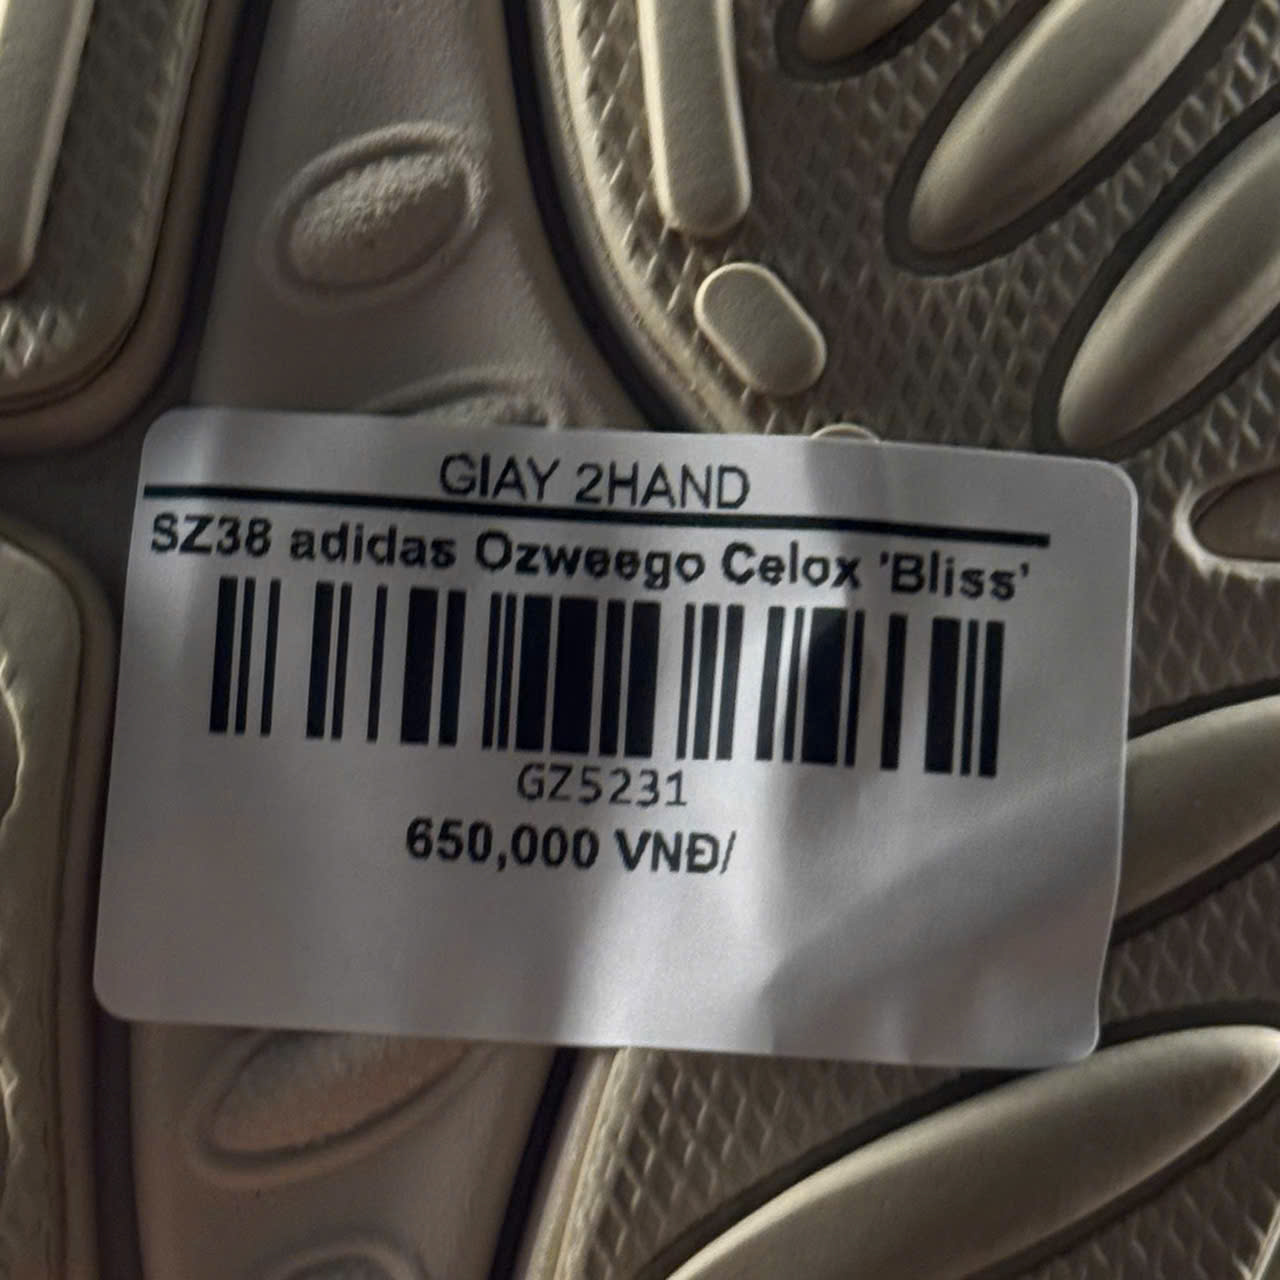 GIAY 2HAND
SZ38 adidas Ozweego Celox 'Bliss'
GZ5231
650,000 VNĐ/